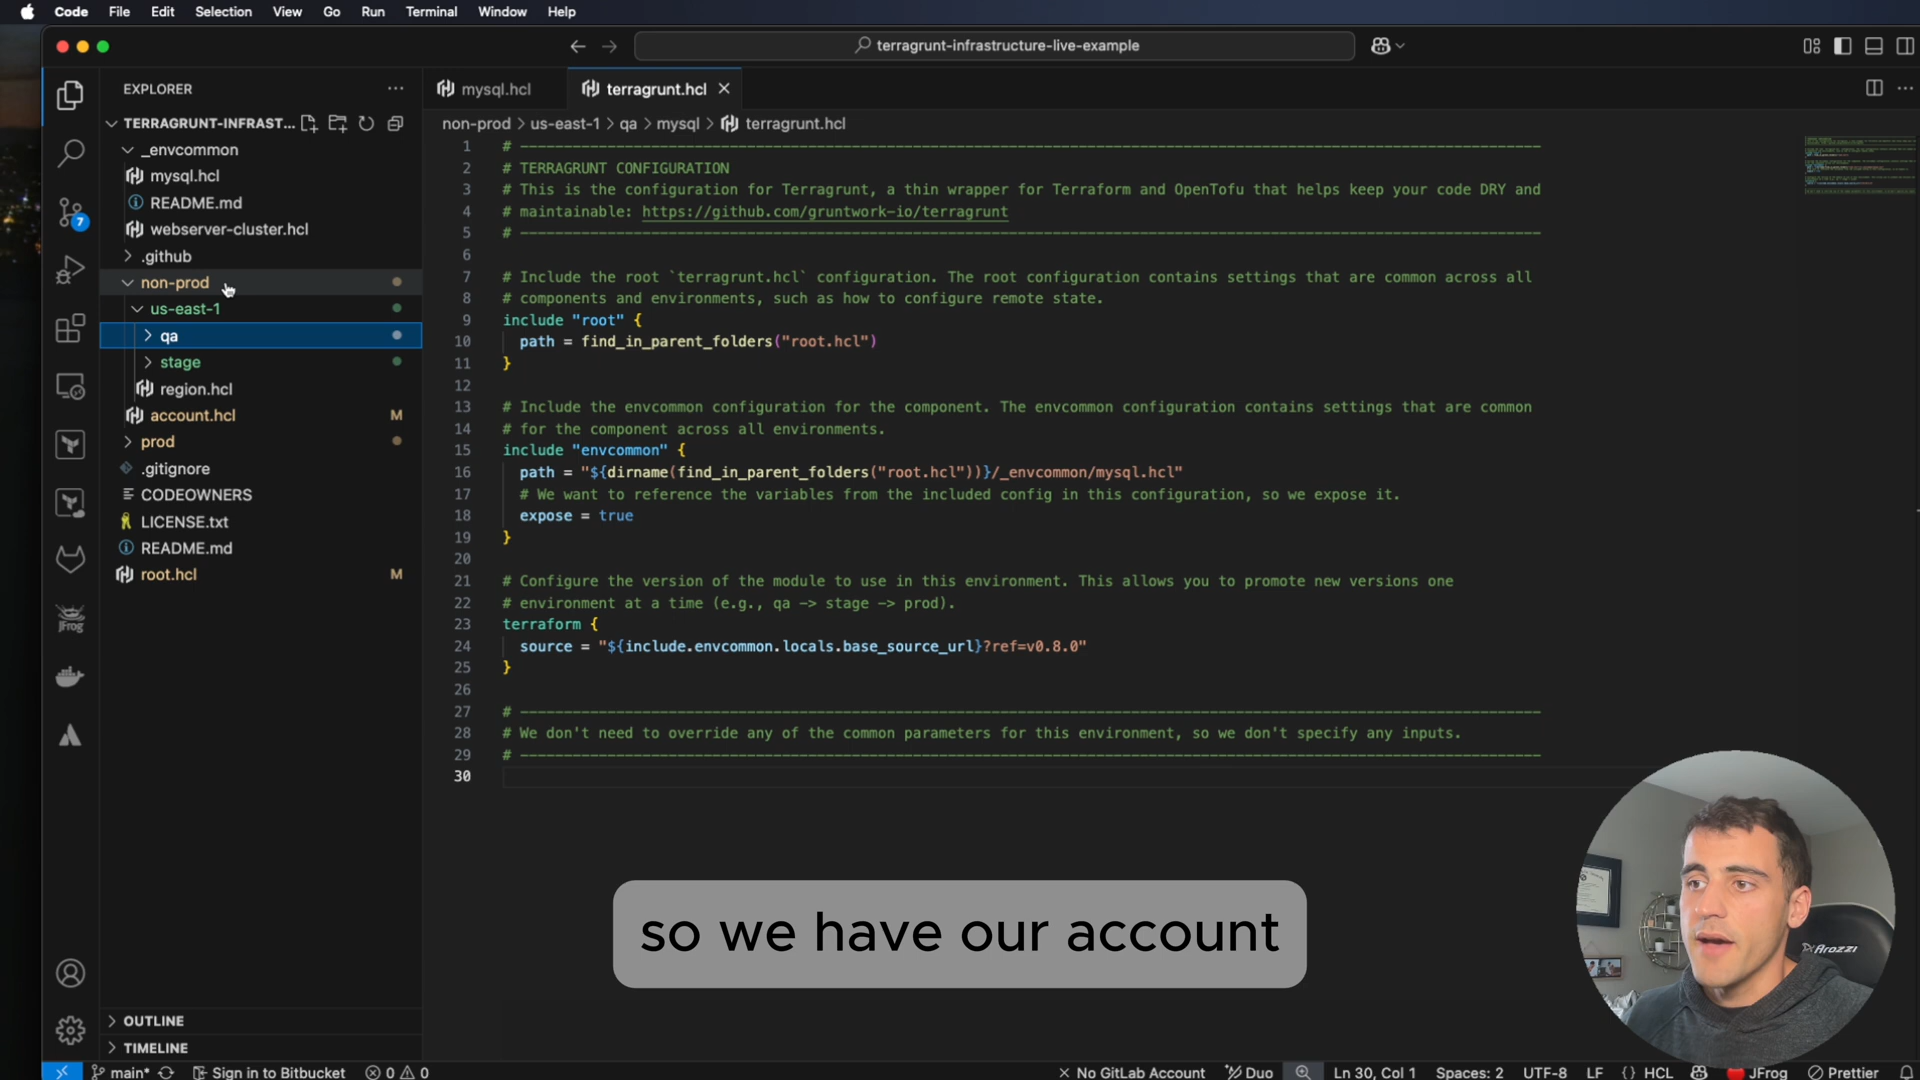 Code File Edit Selection View Go Run Terminal Window Help
terragrunt-infrastructure-live-example
EXPLORER
TERRAGRUNT-INFRAST...
_envcommon
mysql.hcl
README.md
webserver-cluster.hcl
.github
non-prod
us-east-1
qa
stage
region.hcl
account.hcl M
prod
.gitignore
CODEOWNERS
LICENSE.txt
README.md
root.hcl M
7
JFrog
OUTLINE
TIMELINE
mysql.hcl terragrunt.hcl
non-prod > us-east-1 > qa > mysql > terragrunt.hcl
1 # ---------------------------------------------------------------------------------------------------------------------
2 # TERRAGRUNT CONFIGURATION
3 # This is the configuration for Terragrunt, a thin wrapper for Terraform and OpenTofu that helps keep your code DRY and
4 # maintainable: https://github.com/gruntwork-io/terragrunt
5 # ---------------------------------------------------------------------------------------------------------------------
6
7 # Include the root `terragrunt.hcl` configuration. The root configuration contains settings that are common across all
8 # components and environments, such as how to configure remote state.
9 include "root" {
10 path = find_in_parent_folders("root.hcl")
11 }
12
13 # Include the envcommon configuration for the component. The envcommon configuration contains settings that are common
14 # for the component across all environments.
15 include "envcommon" {
16 path = "${dirname(find_in_parent_folders("root.hcl"))}/_envcommon/mysql.hcl"
17 # We want to reference the variables from the included config in this configuration, so we expose it.
18 expose = true
19 }
20
21 # Configure the version of the module to use in this environment. This allows you to promote new versions one
22 # environment at a time (e.g., qa -> stage -> prod).
23 terraform {
24 source = "${include.envcommon.locals.base_source_url}?ref=v0.8.0"
25 }
26
27 # ---------------------------------------------------------------------------------------------------------------------
28 # We don't need to override any of the common parameters for this environment, so we don't specify any inputs.
29 # ---------------------------------------------------------------------------------------------------------------------
30
so we have our account
Arozzi
main* Sign in to Bitbucket 0 0 No GitLab Account Duo Ln 30, Col 1 Spaces: 2 UTF-8 LF {} HCL JFrog Prettier